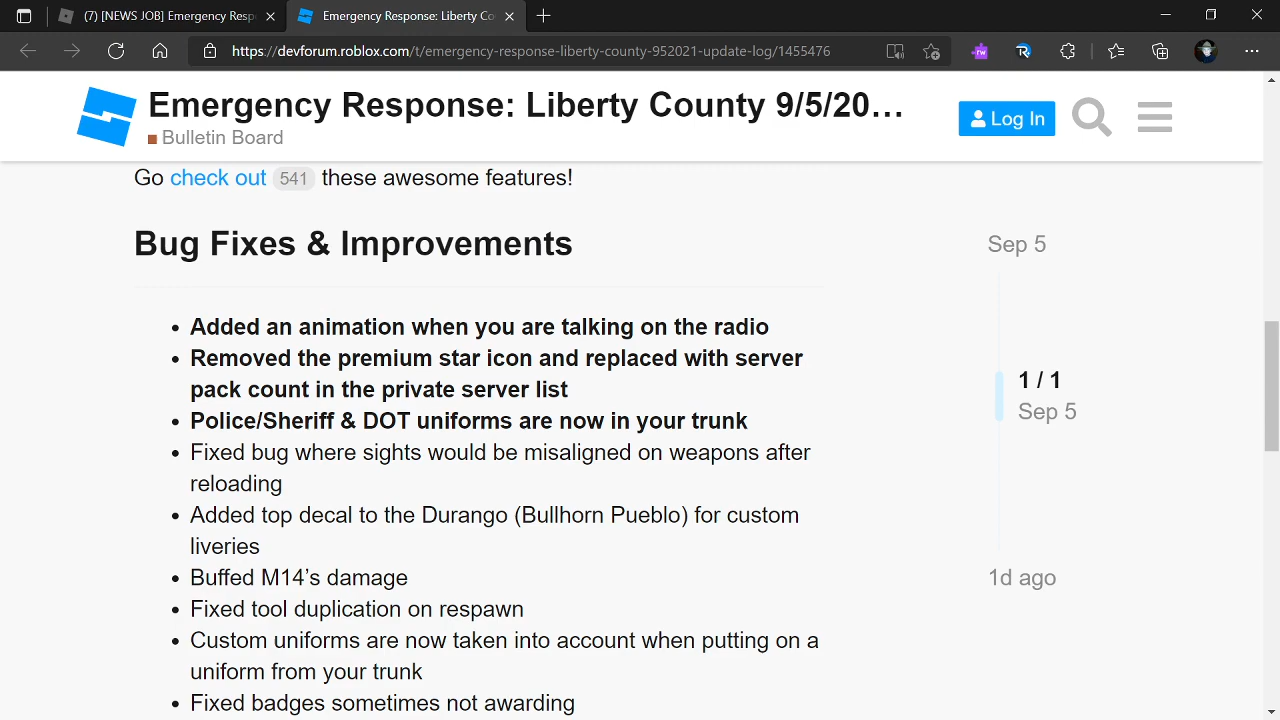 (7) [NEWS JOB] Emergency Resp
Emergency Response: Liberty Co
https://devforum.roblox.com/t/emergency-response-liberty-county-952021-update-log/1455476
Emergency Response: Liberty County 9/5/20…
Bulletin Board
Log In
Go check out 541 these awesome features!
Bug Fixes & Improvements
Sep 5
• Added an animation when you are talking on the radio
• Removed the premium star icon and replaced with server
pack count in the private server list
• Police/Sheriff & DOT uniforms are now in your trunk
• Fixed bug where sights would be misaligned on weapons after
reloading
• Added top decal to the Durango (Bullhorn Pueblo) for custom
liveries
• Buffed M14’s damage
• Fixed tool duplication on respawn
• Custom uniforms are now taken into account when putting on a
uniform from your trunk
• Fixed badges sometimes not awarding
1 / 1
Sep 5
1d ago
rw